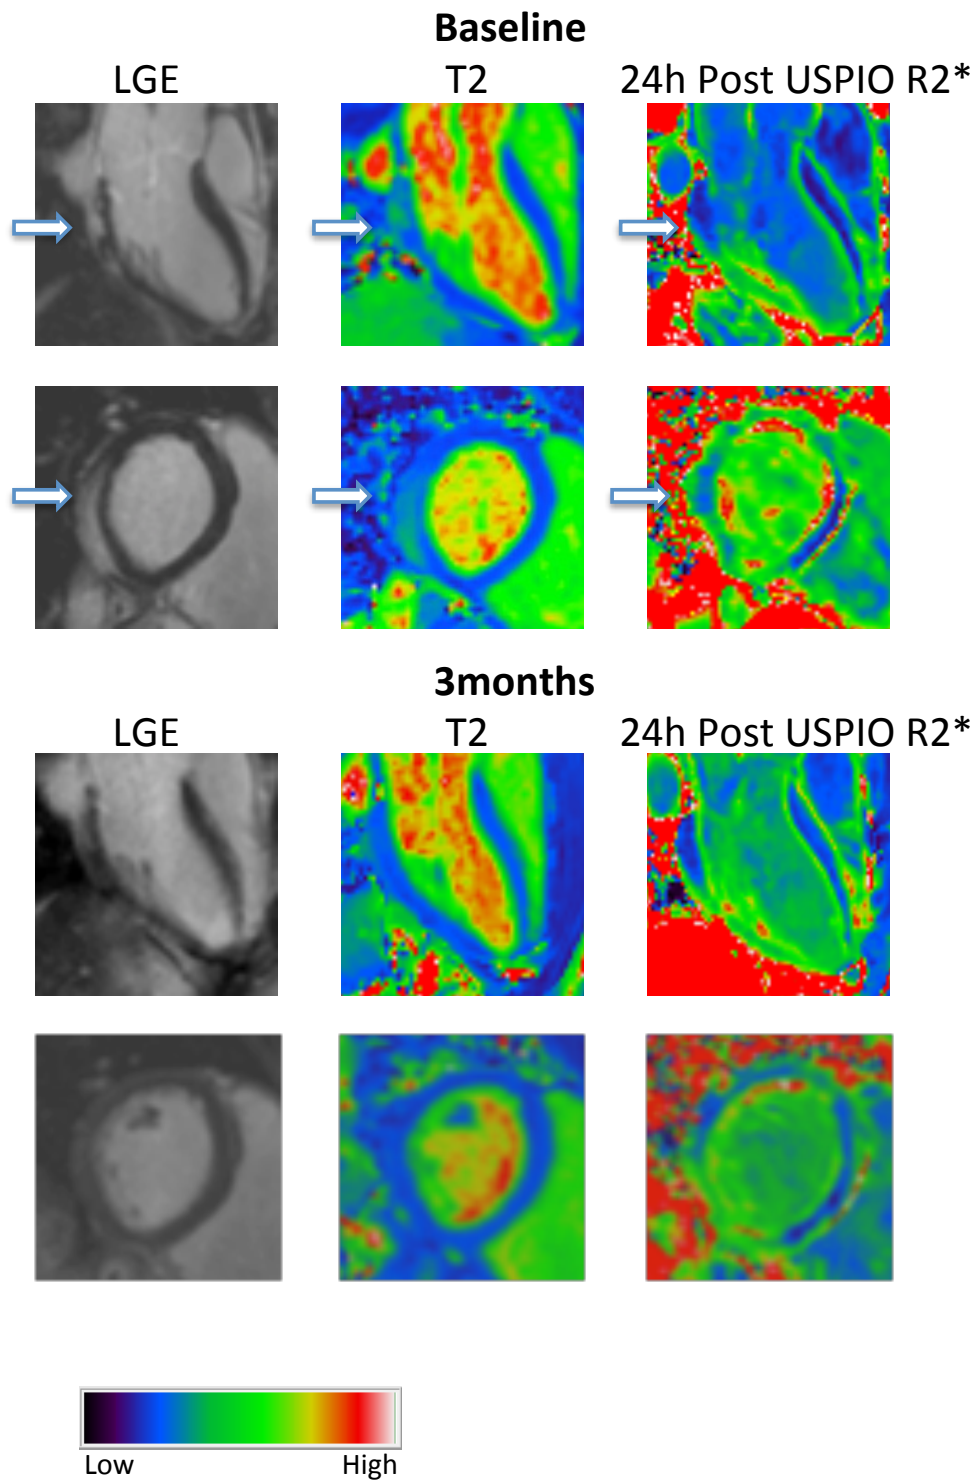 Baseline
LGE T2 24h Post USPIO R2*
3months
LGE T2 24h Post USPIO R2*
Low High